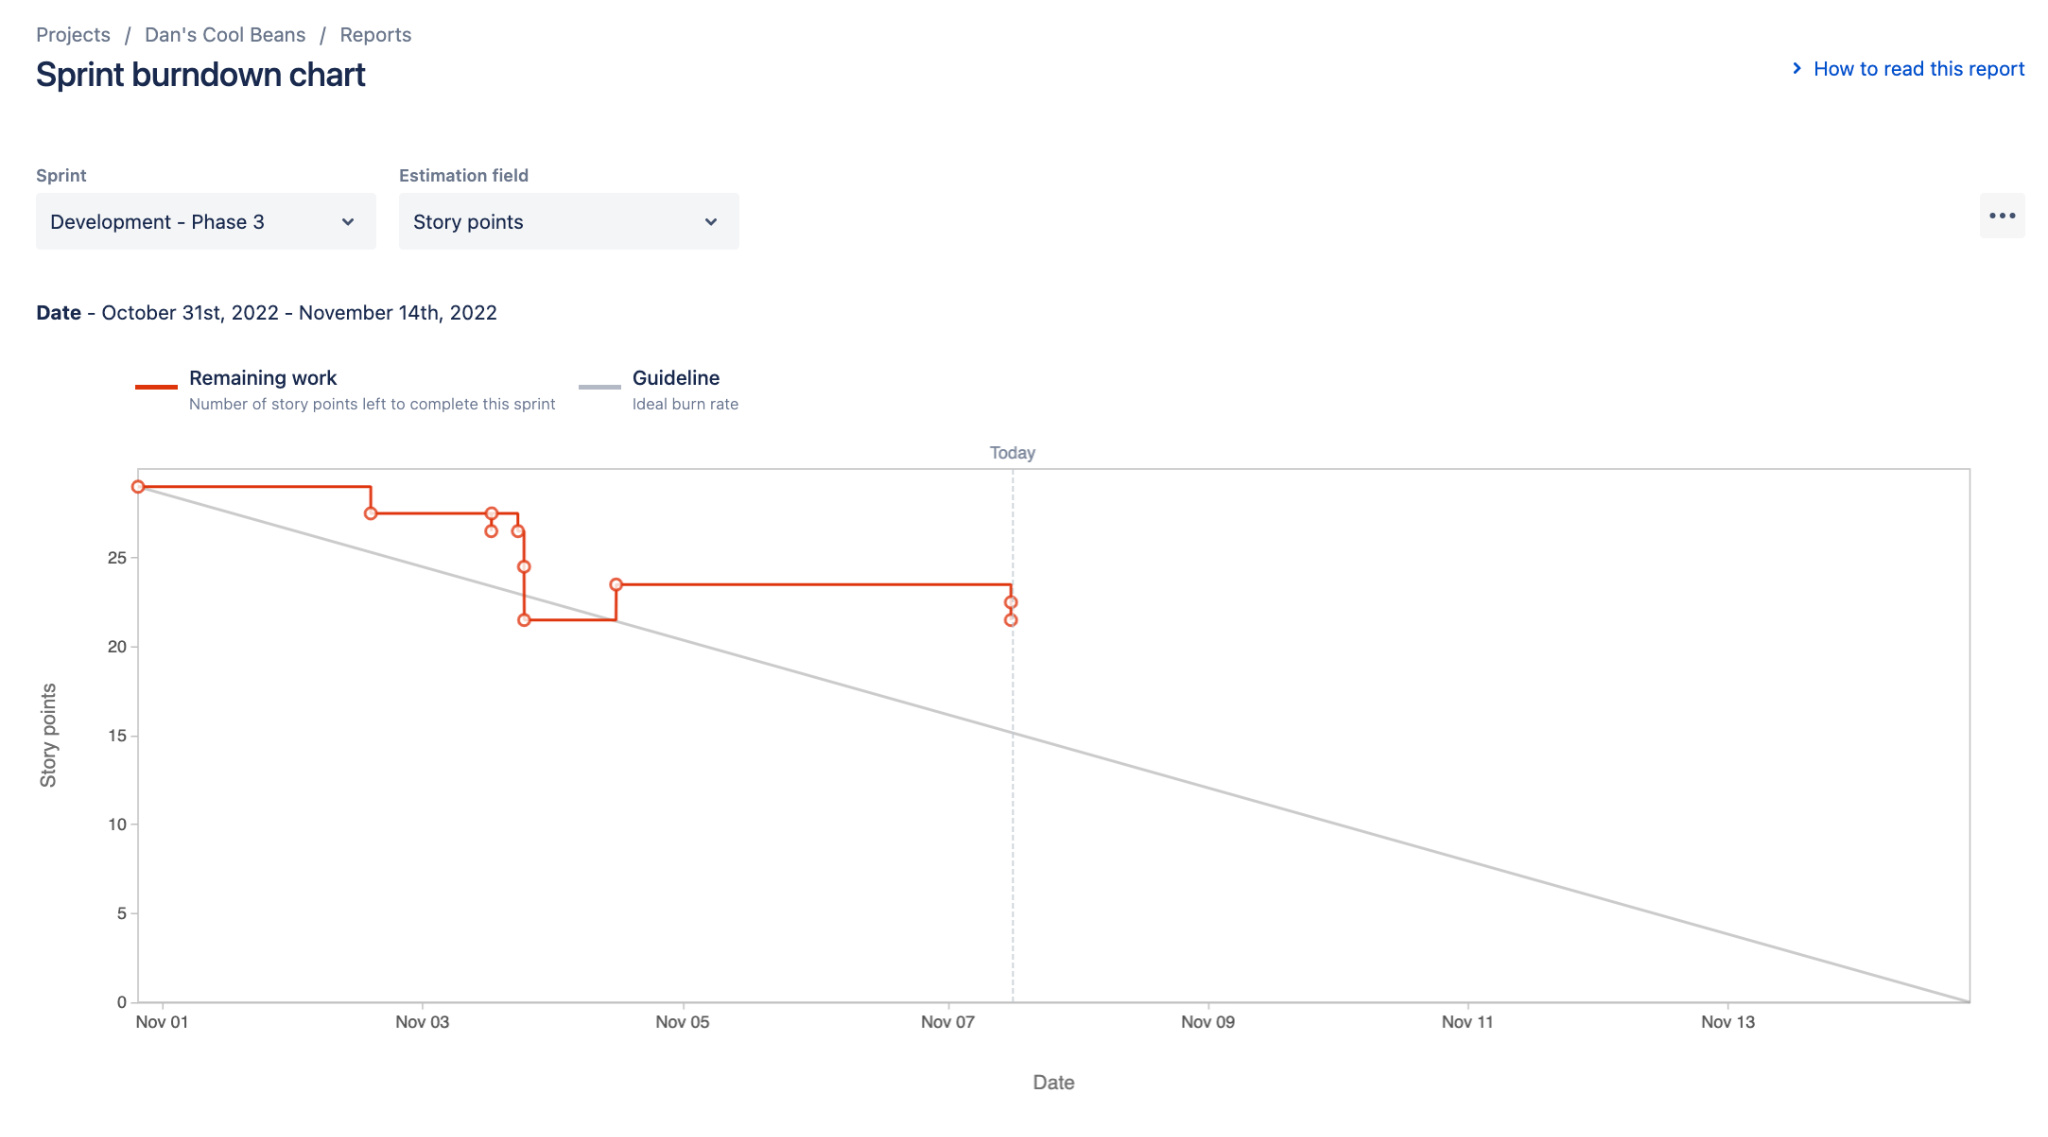 Projects / Dan's Cool Beans / Reports
Sprint burndown chart
How to read this report
Sprint
Estimation field
Development - Phase 3
Story points
Date - October 31st, 2022 - November 14th, 2022
Remaining work
Number of story points left to complete this sprint
Guideline
Ideal burn rate
Today
25
20
15
10
5
0
Story points
Nov 01 Nov 03 Nov 05 Nov 07 Nov 09 Nov 11 Nov 13
Date